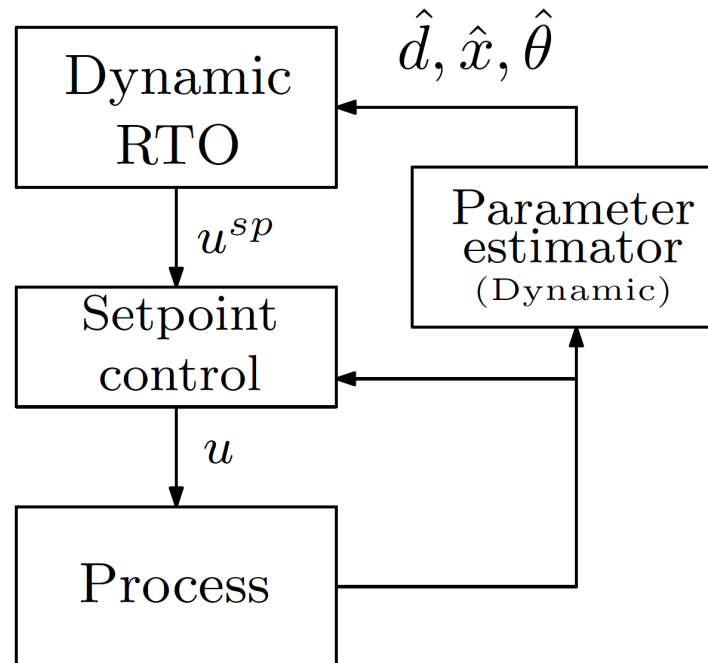 Dynamic
RTO
d̂, x̂, θ̂
Parameter
estimator
(Dynamic)
u^{sp}
Setpoint
control
u
Process